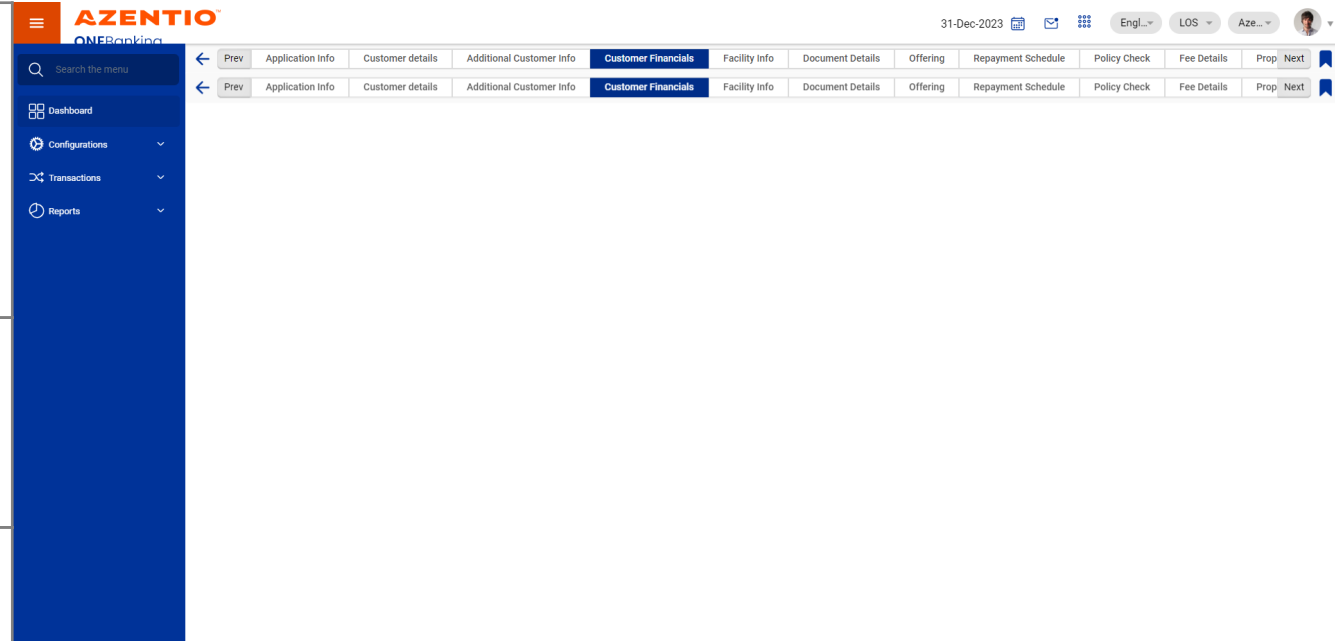 AZENTIO™
ONEBanking
31-Dec-2023
Engl...
LOS
Aze...
Search the menu
Dashboard
Configurations
Transactions
Reports
Prev Application Info Customer details Additional Customer Info Customer Financials Facility Info Document Details Offering Repayment Schedule Policy Check Fee Details Prop Next
Prev Application Info Customer details Additional Customer Info Customer Financials Facility Info Document Details Offering Repayment Schedule Policy Check Fee Details Prop Next